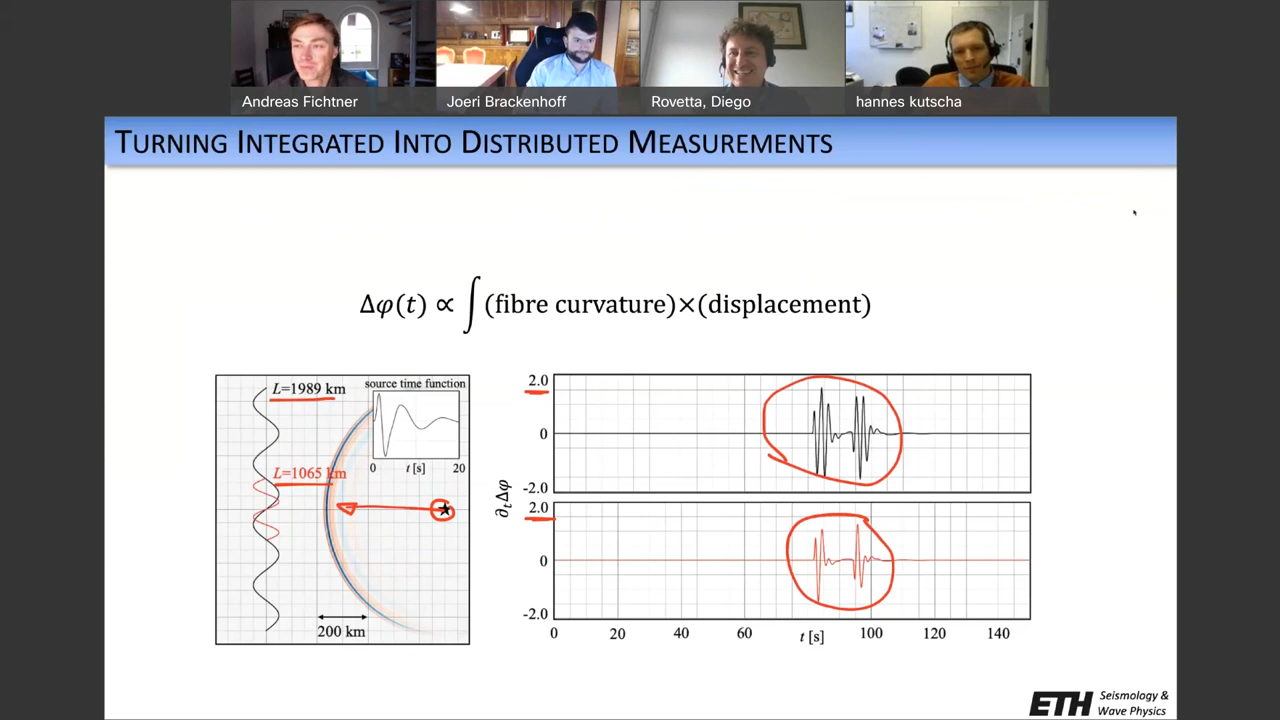 Andreas Fichtner
Joeri Brackenhoff
Rovetta, Diego
hannes kutscha
TURNING INTEGRATED INTO DISTRIBUTED MEASUREMENTS
Δφ(t) ∝ ∫(fibre curvature)×(displacement)
L=1989 km
source time function
0
t [s]
20
L=1065 km
200 km
2.0
0
-2.0
2.0
0
-2.0
∂tΔφ
0 20 40 60 t [s] 100 120 140
ETH Seismology &
Wave Physics